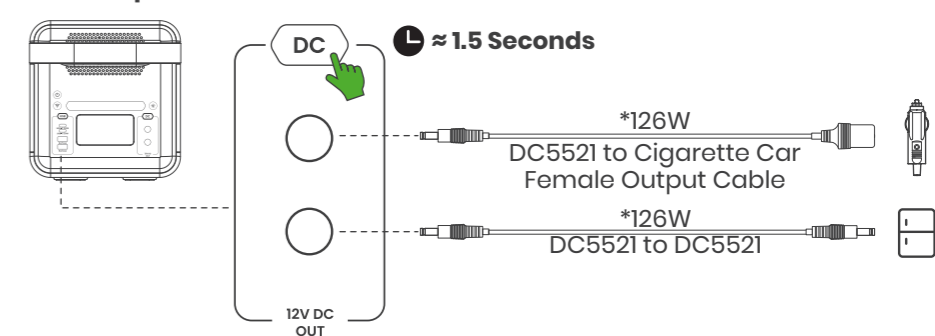 DC
≈ 1.5 Seconds
*126W
DC5521 to Cigarette Car
Female Output Cable
*126W
DC5521 to DC5521
12V DC
OUT